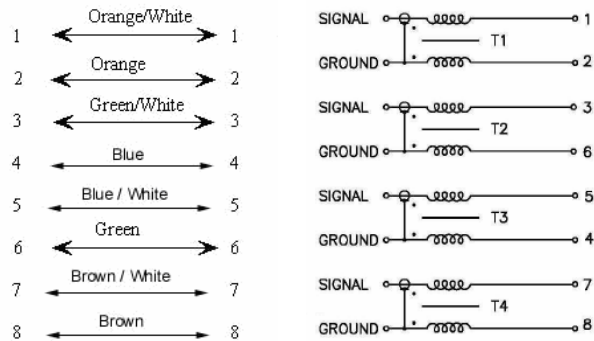 Orange/White
1 1
Orange
2 2
Green/White
3 3
Blue
4 4
Blue / White
5 5
Green
6 6
Brown / White
7 7
Brown
8 8
SIGNAL 1
T1
GROUND 2
SIGNAL 3
T2
GROUND 6
SIGNAL 5
T3
GROUND 4
SIGNAL 7
T4
GROUND 8